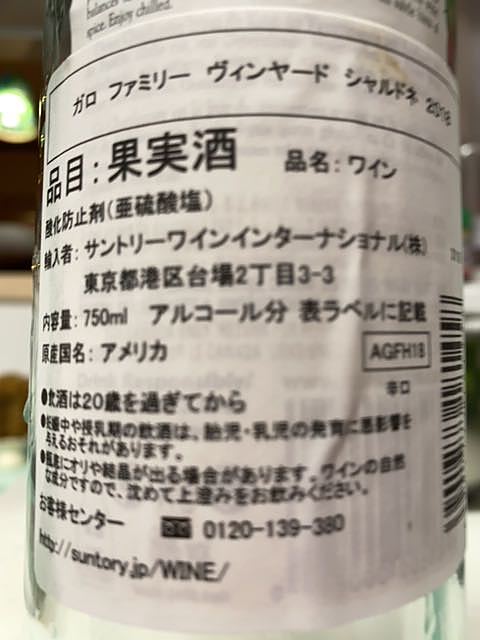 spice. Enjoy chilled.
ガロ ファミリー ヴィンヤード シャルドネ 2018
品目：果実酒 品名：ワイン
酸化防止剤(亜硫酸塩)
輸入者：サントリーワインインターナショナル(株)
東京都港区台場2丁目3-3
内容量：750ml アルコール分 表ラベルに記載
原産国名：アメリカ
AGFH18
辛口
●飲酒は20歳を過ぎてから
●妊娠中や授乳期の飲酒は、胎児・乳児の発育に悪影響を
与えるおそれがあります。
●瓶底にオリや結晶が出る場合があります。ワインの自然
な成分ですので、沈めて上澄みをお飲みください。
お客様センター 0120-139-380
http://suntory.jp/WINE/